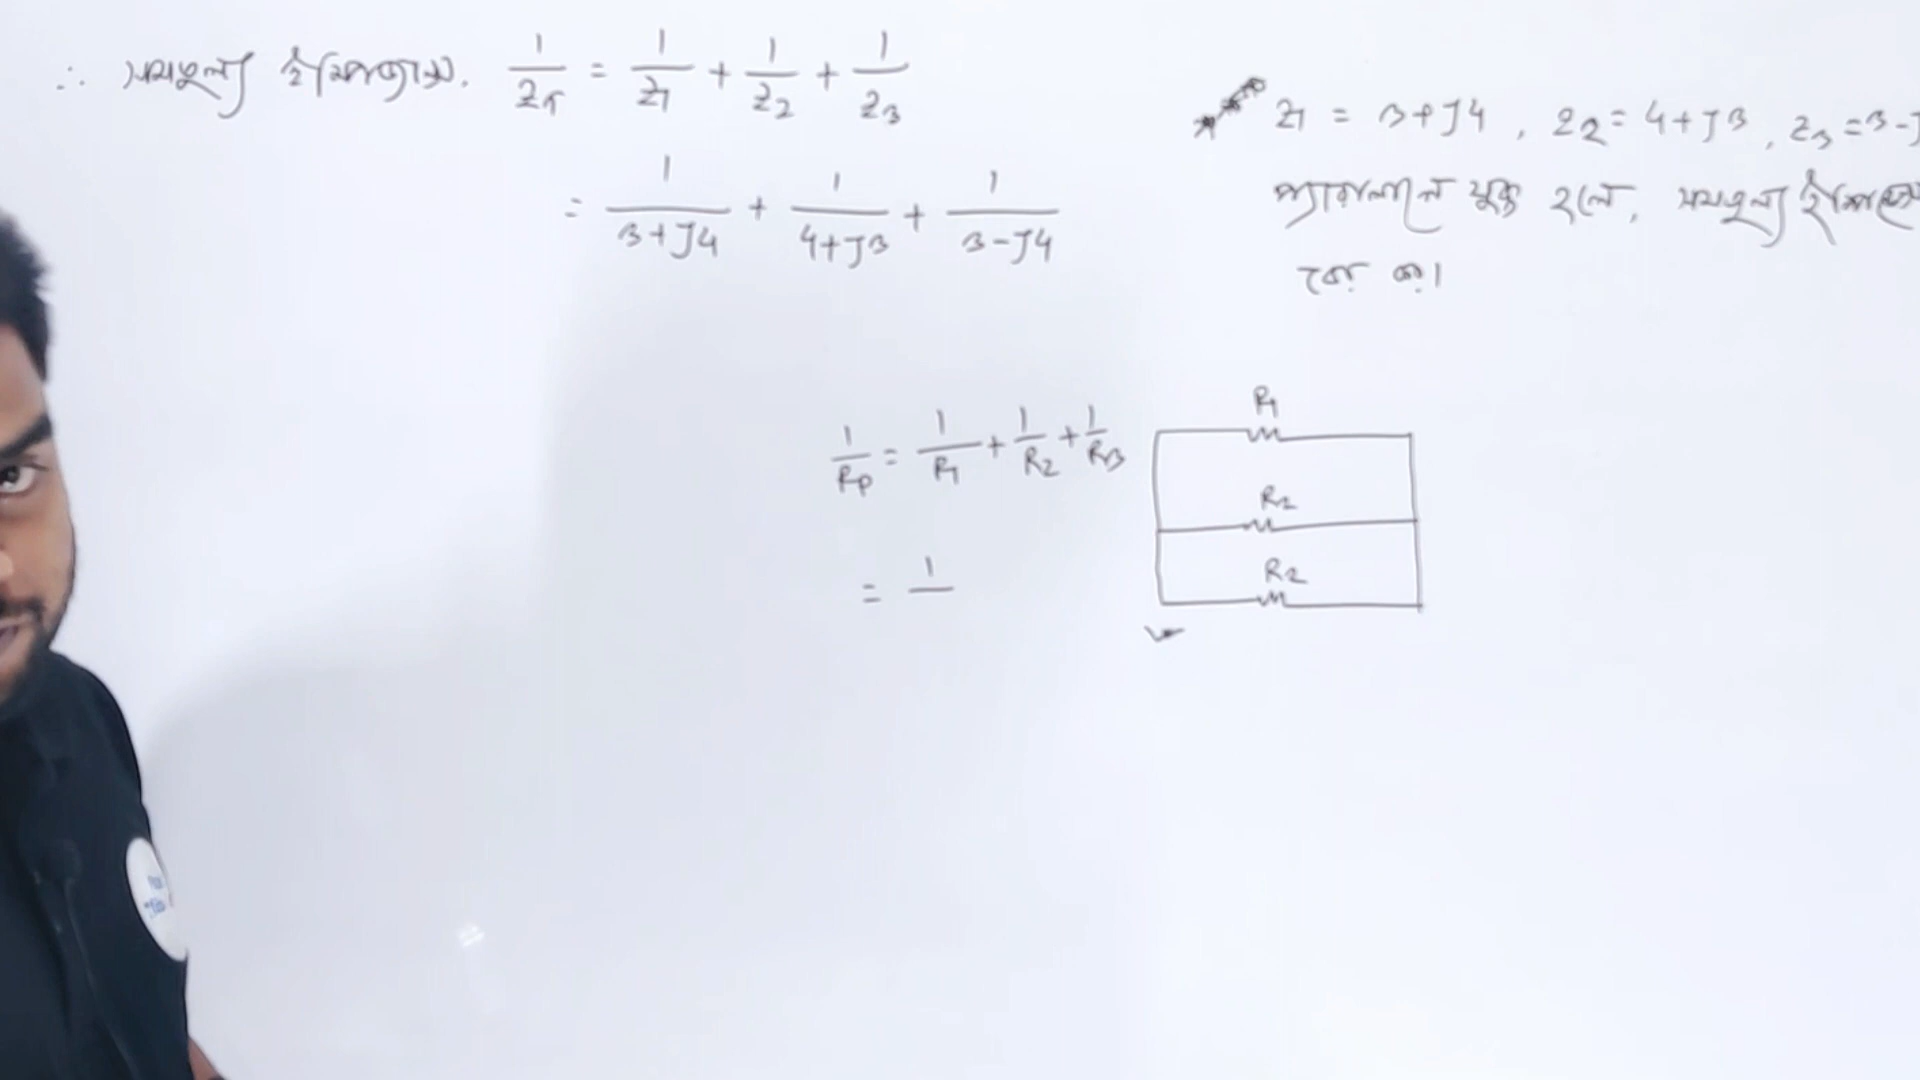 ∴ সমতুল্য ইম্পিড্যান্স. 1/ZT = 1/Z1 + 1/Z2 + 1/Z3
= 1/(3+J4) + 1/(4+J3) + 1/(3-J4)
Z1 = 3+J4, Z2 = 4+J3, Z3 = 3-J
প্যারালালে যুক্ত হলে, সমতুল্য
বের কর।
1/RP = 1/R1 + 1/R2 + 1/R3
= 1
R1
R2
R2